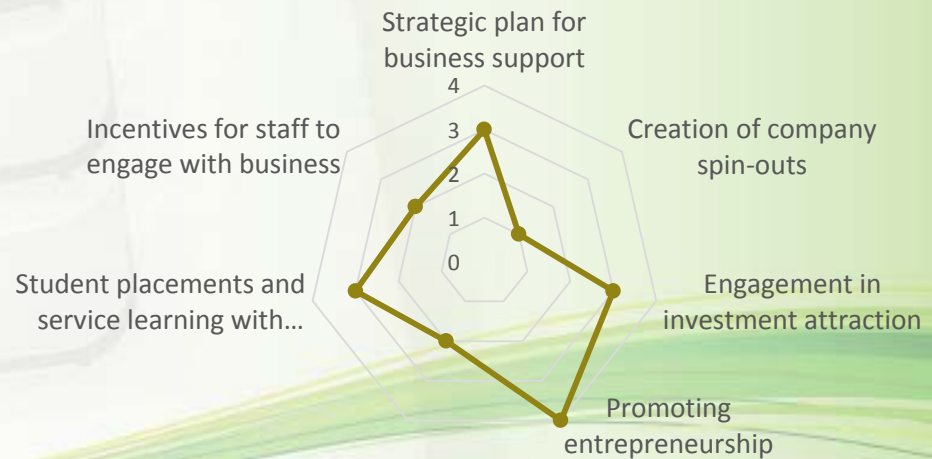 Strategic plan for
business support
4
3
2
1
0
Creation of company
spin-outs
Engagement in
investment attraction
Promoting
entrepreneurship
Student placements and
service learning with…
Incentives for staff to
engage with business